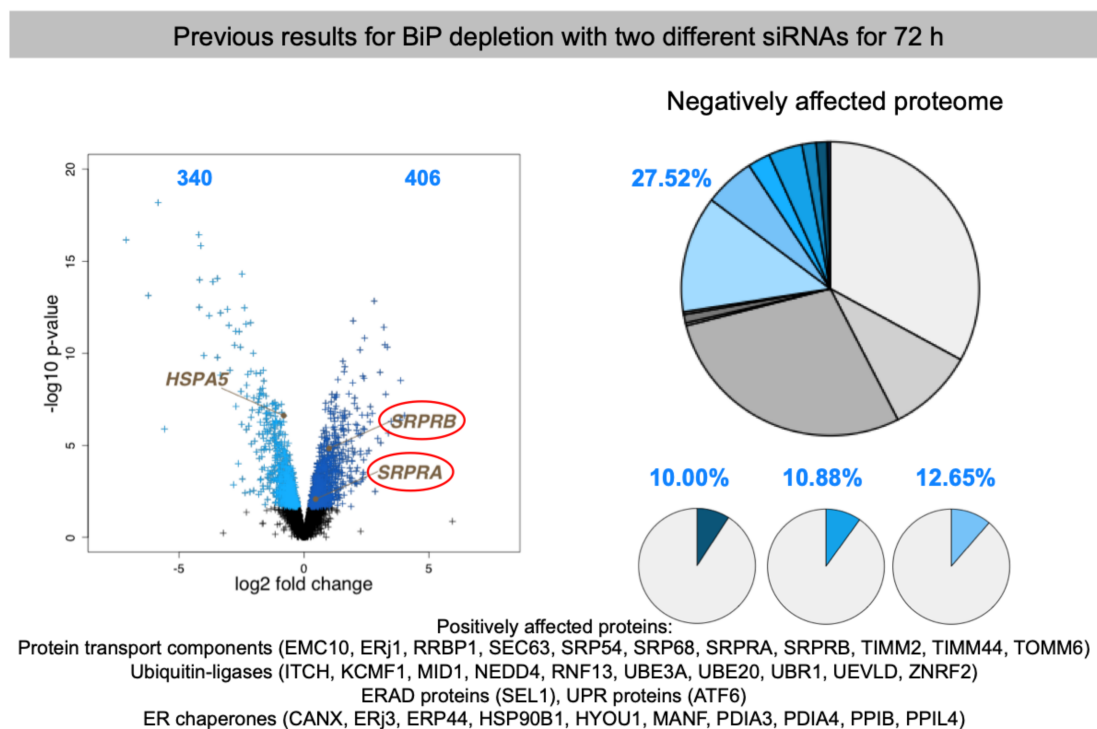 Previous results for BiP depletion with two different siRNAs for 72 h
Negatively affected proteome
340
406
27.52%
20
15
10
5
0
-log10 p-value
HSPA5
SRPRB
SRPRA
-5
0
5
log2 fold change
10.00%
10.88%
12.65%
Positively affected proteins:
Protein transport components (EMC10, ERj1, RRBP1, SEC63, SRP54, SRP68, SRPRA, SRPRB, TIMM2, TIMM44, TOMM6)
Ubiquitin-ligases (ITCH, KCMF1, MID1, NEDD4, RNF13, UBE3A, UBE20, UBR1, UEVLD, ZNRF2)
ERAD proteins (SEL1), UPR proteins (ATF6)
ER chaperones (CANX, ERj3, ERP44, HSP90B1, HYOU1, MANF, PDIA3, PDIA4, PPIB, PPIL4)